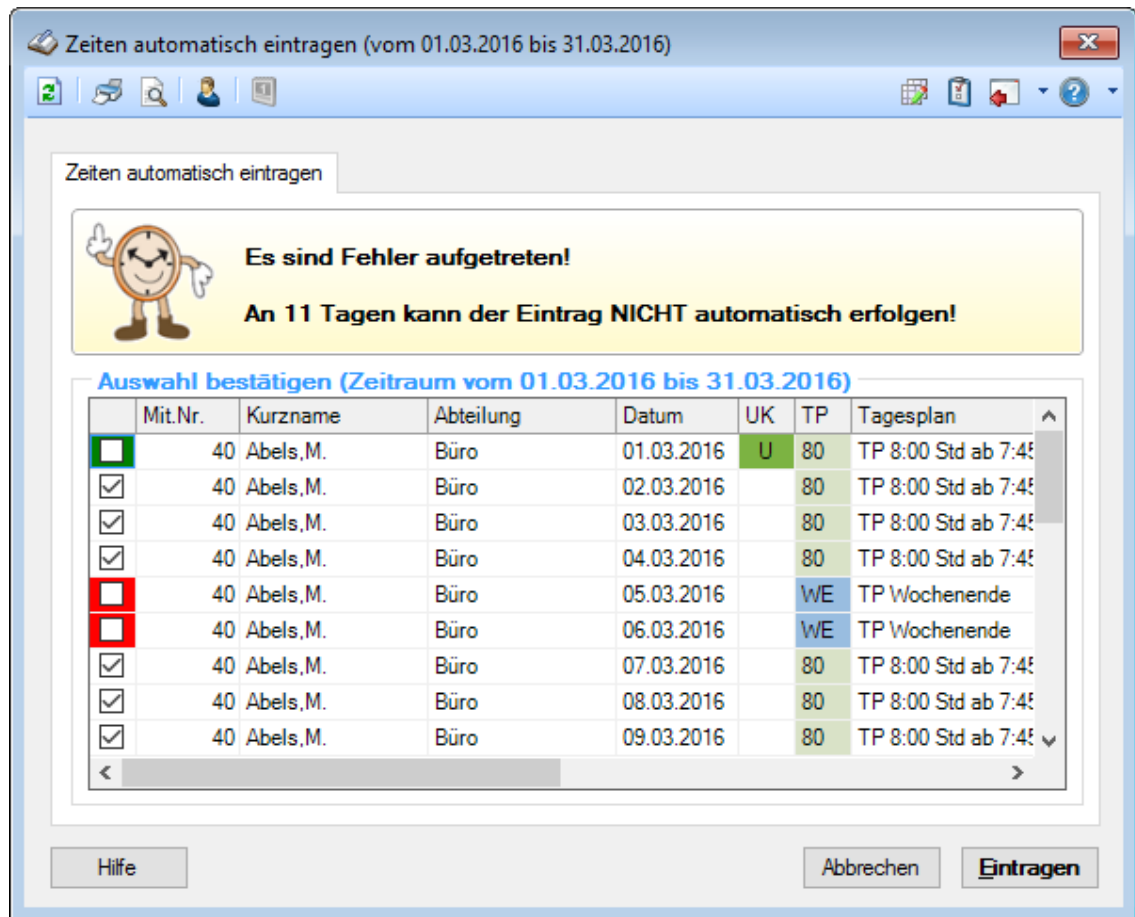 Zeiten automatisch eintragen (vom 01.03.2016 bis 31.03.2016)
Zeiten automatisch eintragen
Es sind Fehler aufgetreten!
An 11 Tagen kann der Eintrag NICHT automatisch erfolgen!
Auswahl bestätigen (Zeitraum vom 01.03.2016 bis 31.03.2016)
Mit.Nr. Kurzname Abteilung Datum UK TP Tagesplan
40 Abels,M. Büro 01.03.2016 U 80 TP 8:00 Std ab 7:45
40 Abels,M. Büro 02.03.2016 80 TP 8:00 Std ab 7:45
40 Abels,M. Büro 03.03.2016 80 TP 8:00 Std ab 7:45
40 Abels,M. Büro 04.03.2016 80 TP 8:00 Std ab 7:45
40 Abels,M. Büro 05.03.2016 WE TP Wochenende
40 Abels,M. Büro 06.03.2016 WE TP Wochenende
40 Abels,M. Büro 07.03.2016 80 TP 8:00 Std ab 7:45
40 Abels,M. Büro 08.03.2016 80 TP 8:00 Std ab 7:45
40 Abels,M. Büro 09.03.2016 80 TP 8:00 Std ab 7:45
Hilfe Abbrechen Eintragen